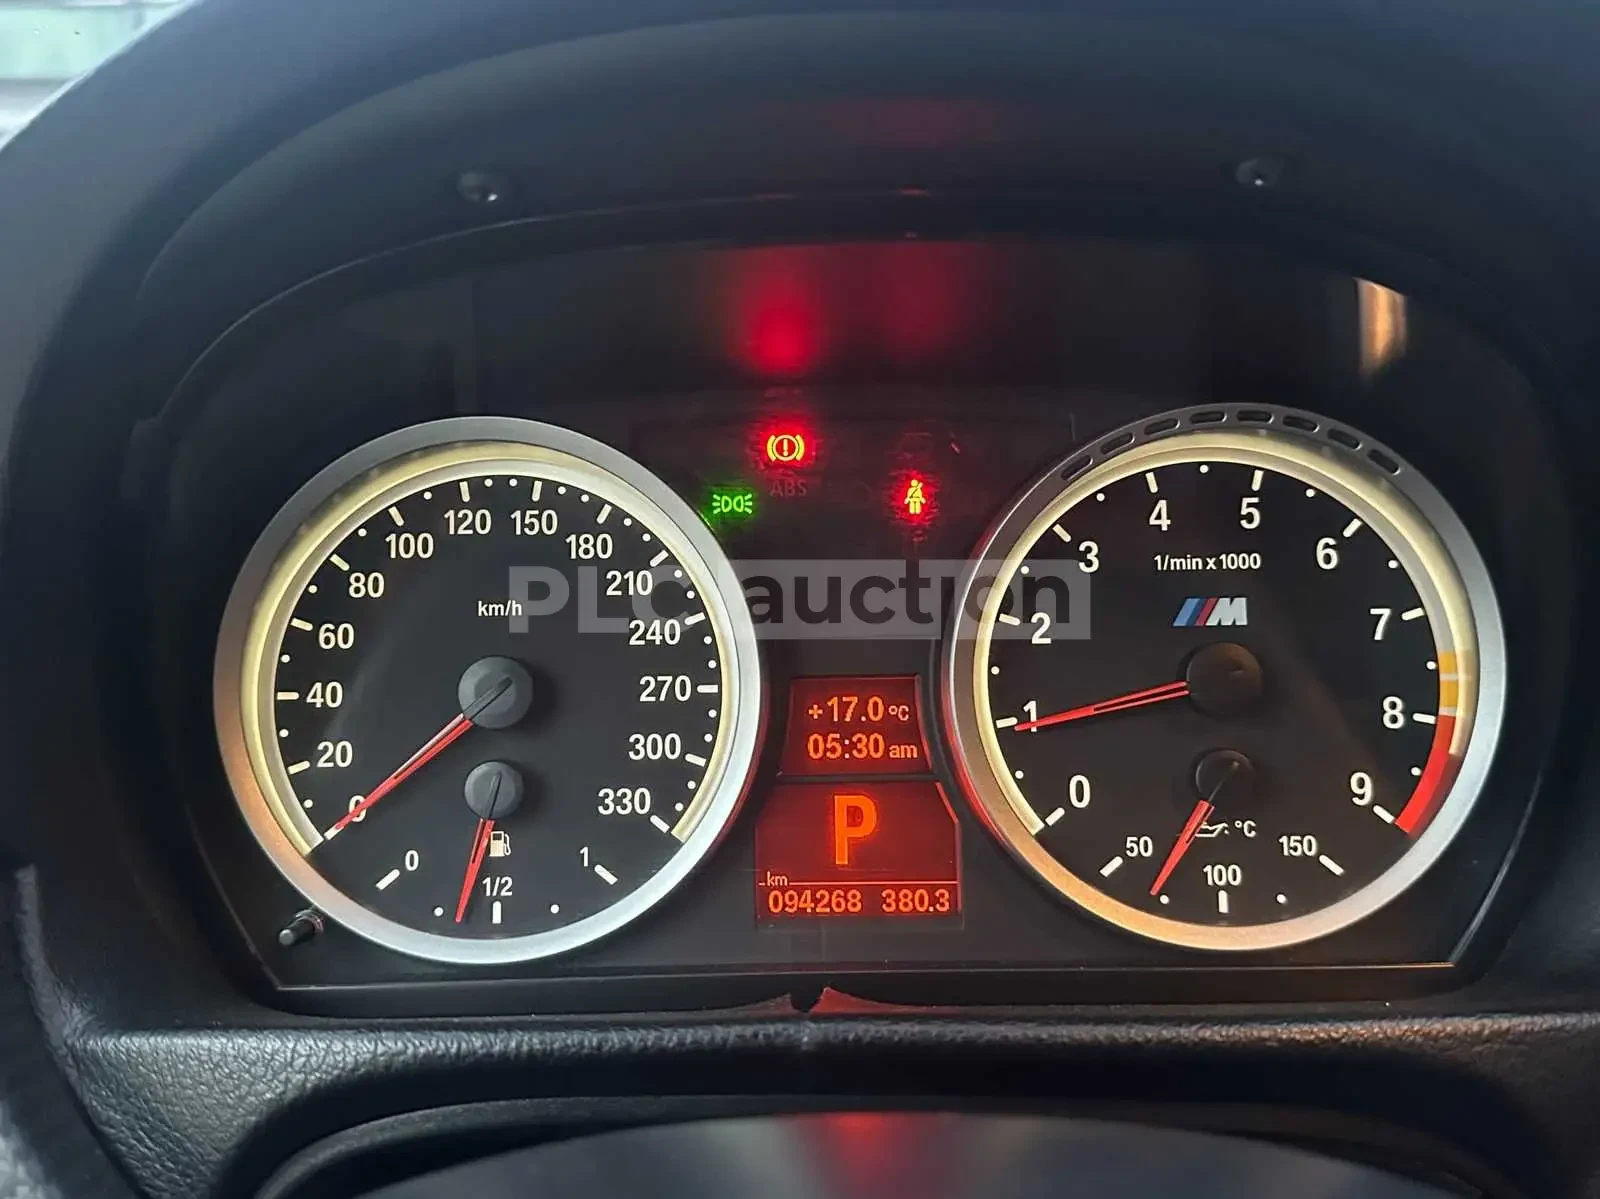 ABS
PLC auction
120 150
100 180
80 210
km/h
60 240
40 270
20 300
0 330
0 1/2 1
+17.0 °C
05:30 am
P
km
094268 380.3
4 5
3 6
1/min x 1000
2 M 7
1 8
0 9
°C
50 100 150